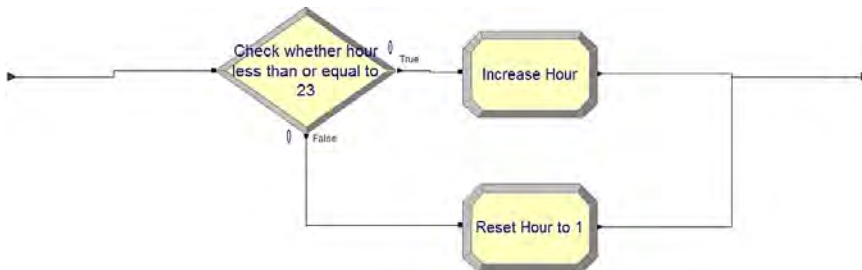 Check whether hour
less than or equal to
23
0
True
Increase Hour
0
False
Reset Hour to 1